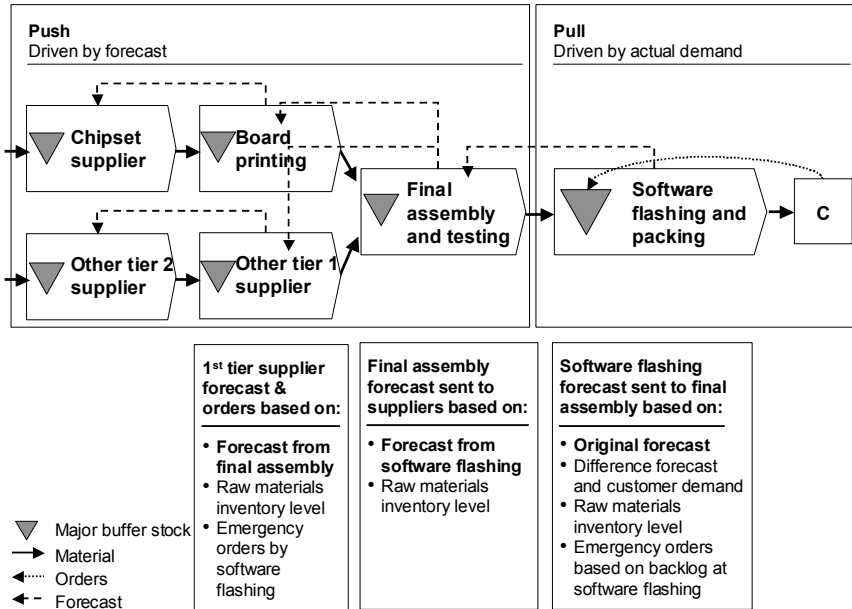 Push
Driven by forecast
Pull
Driven by actual demand
Chipset
supplier
Board
printing
Final
assembly
and testing
Software
flashing and
packing
C
Other tier 2
supplier
Other tier 1
supplier
1st tier supplier
forecast &
orders based on:
• Forecast from
final assembly
• Raw materials
inventory level
• Emergency
orders by
software
flashing
Final assembly
forecast sent to
suppliers based on:
• Forecast from
software flashing
• Raw materials
inventory level
Software flashing
forecast sent to final
assembly based on:
• Original forecast
• Difference forecast
and customer demand
• Raw materials
inventory level
• Emergency orders
based on backlog at
software flashing
Major buffer stock
Material
Orders
Forecast